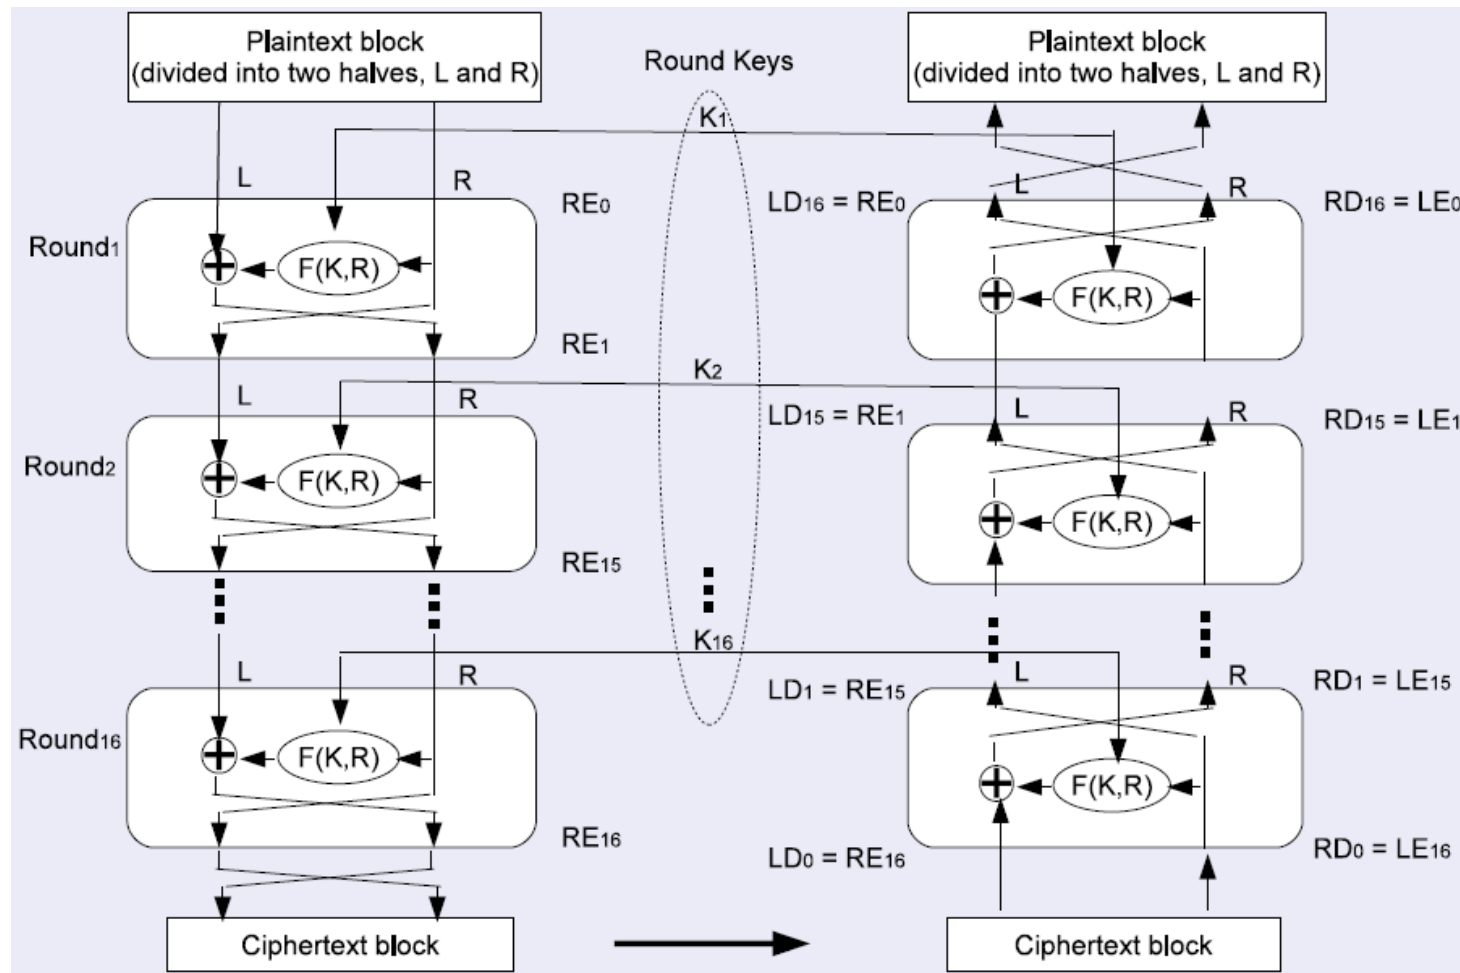 Plaintext block
(divided into two halves, L and R)
Round Keys
Plaintext block
(divided into two halves, L and R)
K1
L
R
RE0
LD16 = RE0
L
R
RD16 = LE0
Round1
F(K,R)
F(K,R)
RE1
K2
L
R
LD15 = RE1
L
R
RD15 = LE1
Round2
F(K,R)
F(K,R)
RE15
K16
L
R
LD1 = RE15
L
R
RD1 = LE15
Round16
F(K,R)
F(K,R)
RE16
LD0 = RE16
RD0 = LE16
Ciphertext block
Ciphertext block